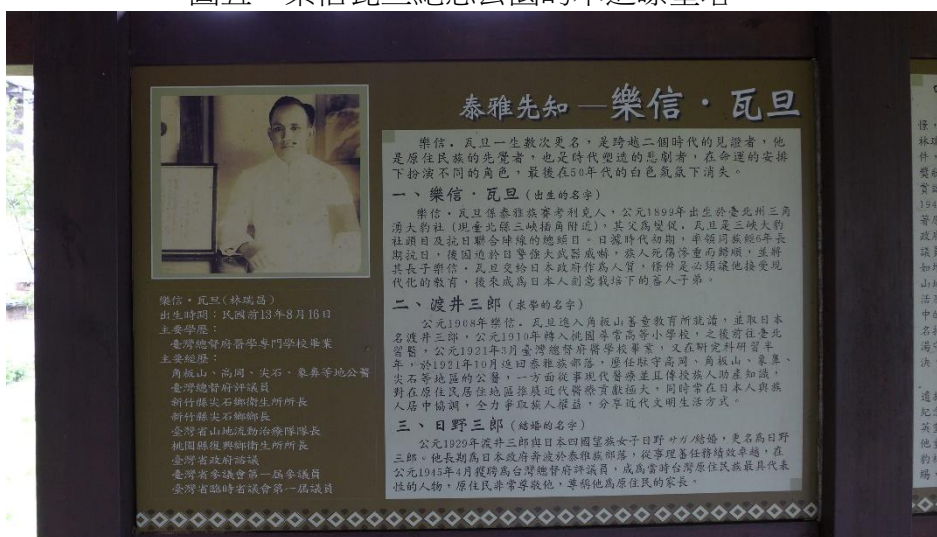 泰雅先知—樂信・瓦旦
樂信・瓦旦一生數次更名,是跨越二個時代的見證者,他
是原住民族的先覺者,也是時代塑造的悲劇者,在命運的安排
下扮演不同的角色,最後在50年代的白色氣氛下消失。
一、樂信・瓦旦(出生的名字)
樂信・瓦旦係泰雅族賽考利克人,公元1899年出生於臺北州三角
湧大豹社(現臺北縣三峽插角附近),其父為燮促・瓦旦是三峽大豹
社頭目及抗日聯合陣線的總頭目。日據時代初期,率領同族經6年長
期抗日,後因迫於日警強大武器威嚇,族人死傷慘重而歸順,並將
其長子樂信・瓦旦交給日本政府作為人質,條件是必須讓他接受現
代化的教育,後來成為日本人刻意栽培下的番人子弟。
二、渡井三郎(求學的名字)
公元1908年樂信・瓦旦進入角板山蕃童教育所就讀,並取日本
名渡井三郎,公元1910年轉入桃園尋常高等小學校,之後前往臺北
習醫,公元1921年3月臺灣總督府醫學校畢業,又在研究科研習半
年,於1921年10月返回泰雅族部落,歷任駐守高岡、角板山、象鼻、
尖石等地區的公醫,一方面從事現代醫療並且傳授族人助產知識,
對在原住民居住地區推展近代醫療貢獻極大,同時常在日本人與族
人居中協調,全力爭取族人權益,分享近代文明生活方式。
三、日野三郎(結婚的名字)
公元1929年渡井三郎與日本四國望族女子日野サガノ結婚,更名為日野
三郎。他長期為日本政府奔波於泰雅族部落,從事理蕃任務績效卓越,在
公元1945年4月獲聘為台灣總督府評議員,成為當時台灣原住民族最具代表
性的人物,原住民非常尊敬他,尊稱他為原住民的家長。
樂信・瓦旦(林瑞昌)
出生時間:民國前13年8月16日
主要學歷:
臺灣總督府醫學專門學校畢業
主要經歷:
角板山、高岡、尖石、象鼻等地公醫
臺灣總督府評議員
新竹縣尖石鄉衛生所所長
新竹縣尖石鄉鄉長
臺灣省山地流動治療隊隊長
桃園縣復興鄉衛生所所長
臺灣省政府諮議
臺灣省參議會第一屆參議員
臺灣省臨時省議會第一屆議員